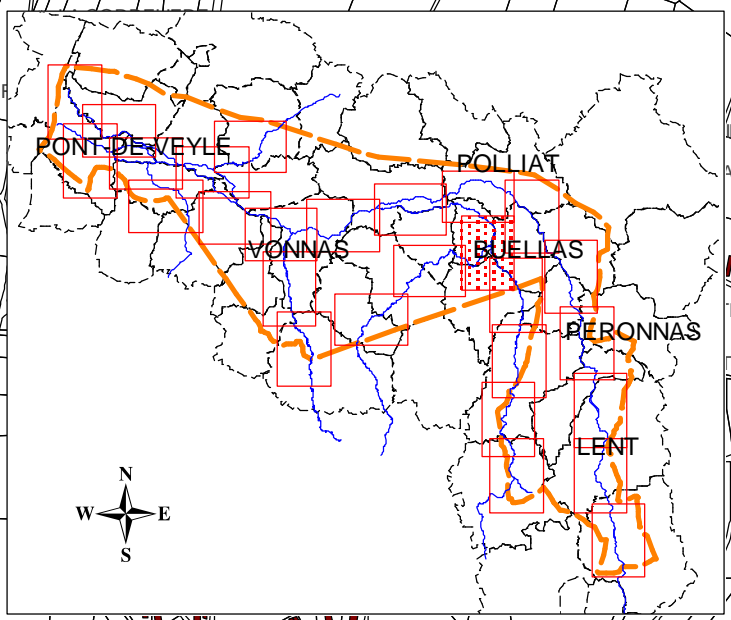 PONT-DE-VEYLE
POLLIAT
VONNAS
BUELLAS
PERONNAS
LENT
N
W E
S